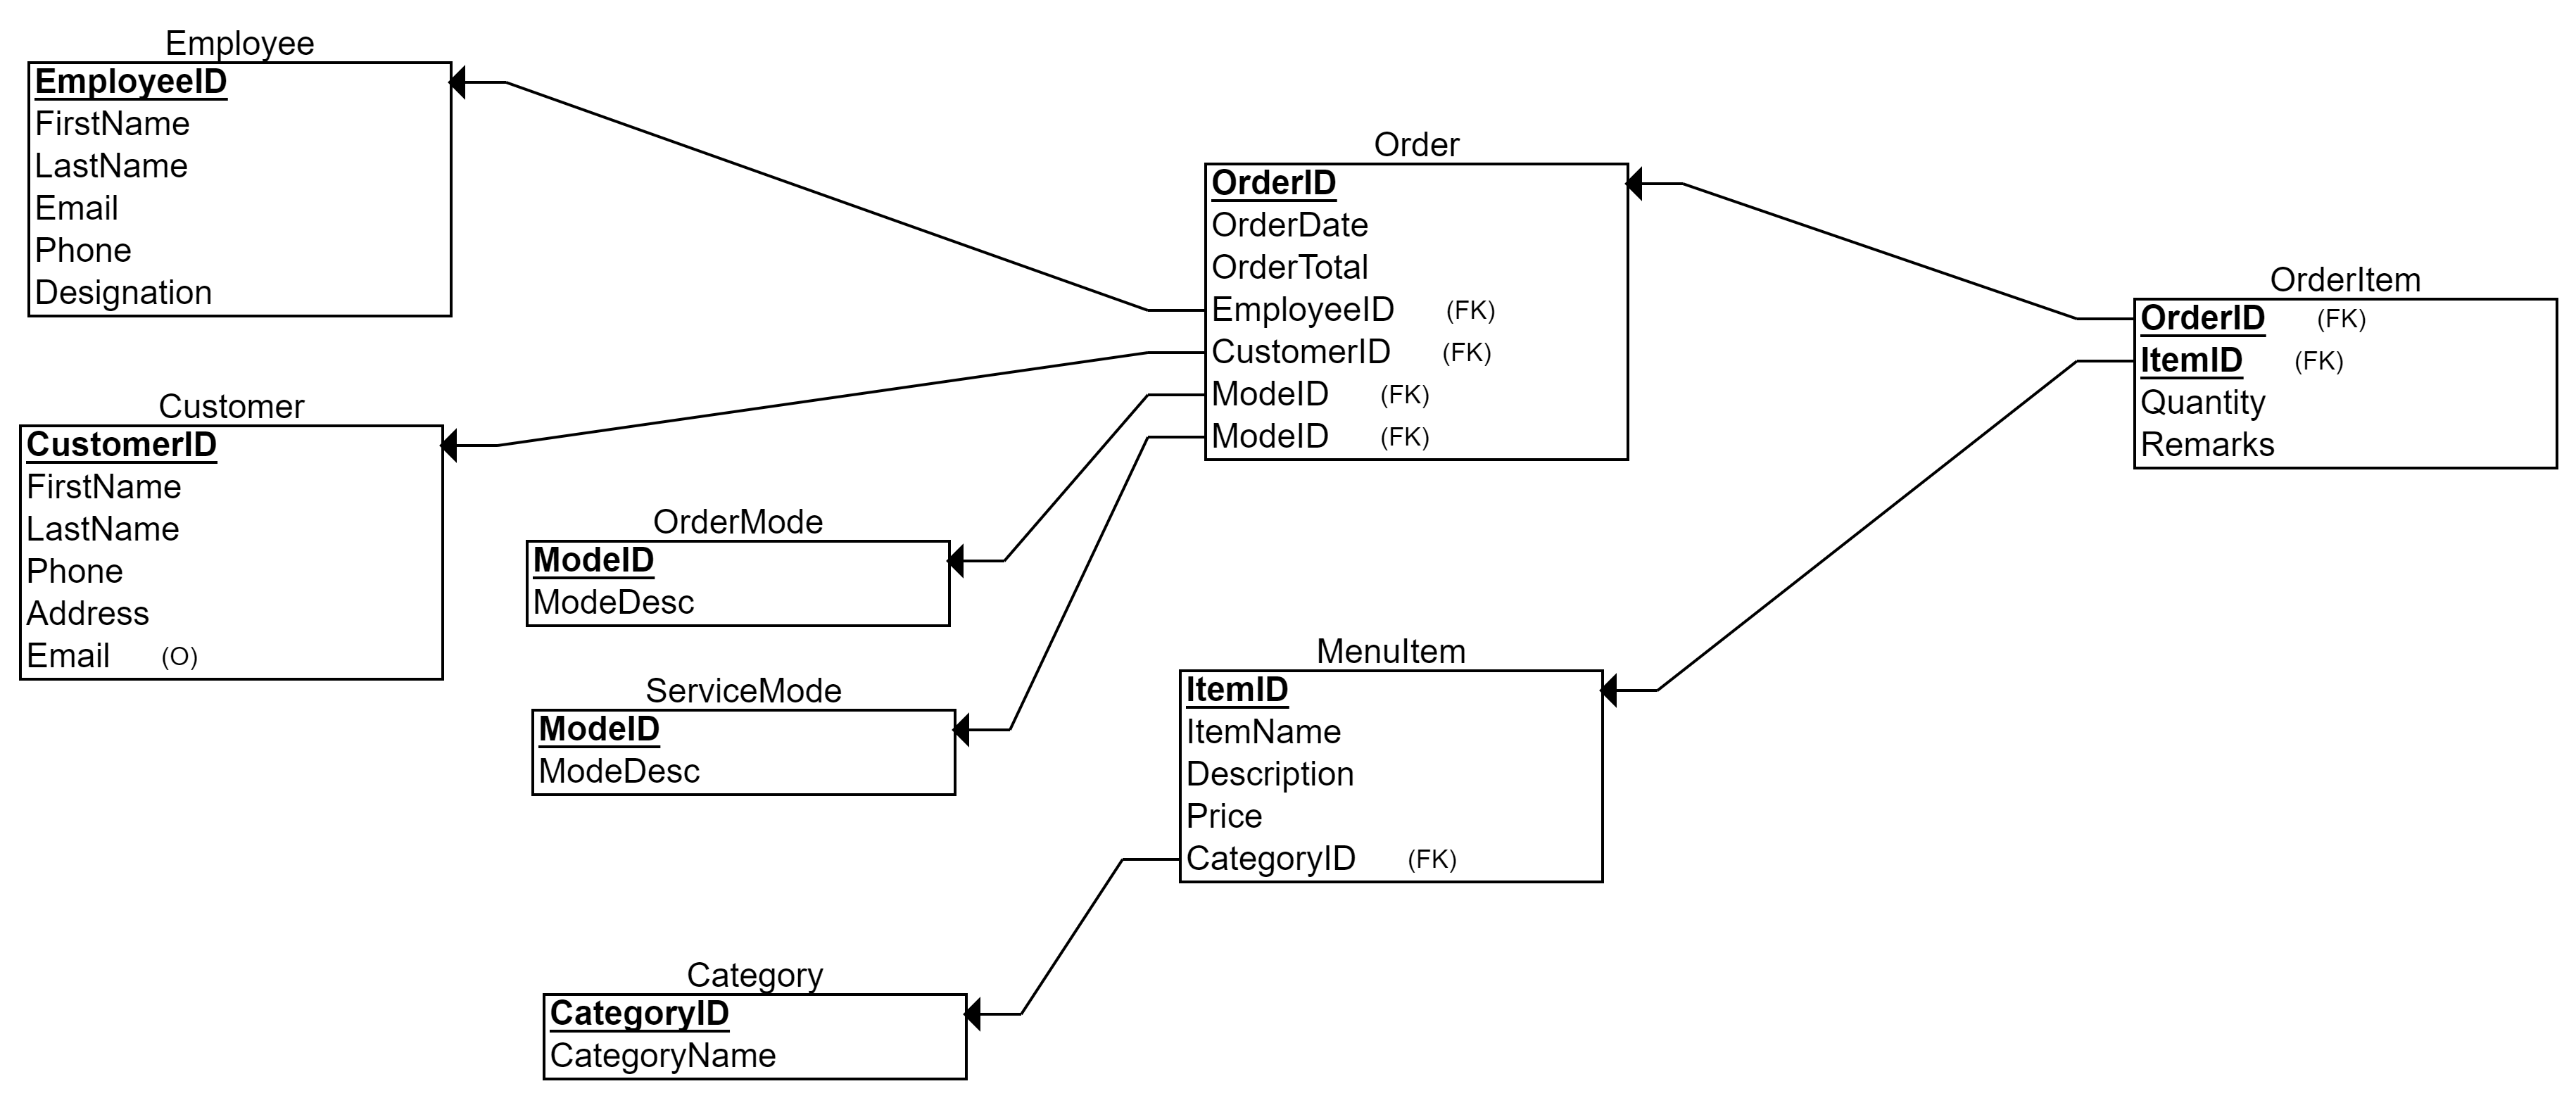 Employee
EmployeeID
FirstName
LastName
Email
Phone
Designation
Customer
CustomerID
FirstName
LastName
Phone
Address
Email (O)
OrderMode
ModeID
ModeDesc
ServiceMode
ModeID
ModeDesc
Category
CategoryID
CategoryName
Order
OrderID
OrderDate
OrderTotal
EmployeeID (FK)
CustomerID (FK)
ModeID (FK)
ModeID (FK)
MenuItem
ItemID
ItemName
Description
Price
CategoryID (FK)
OrderItem
OrderID (FK)
ItemID (FK)
Quantity
Remarks